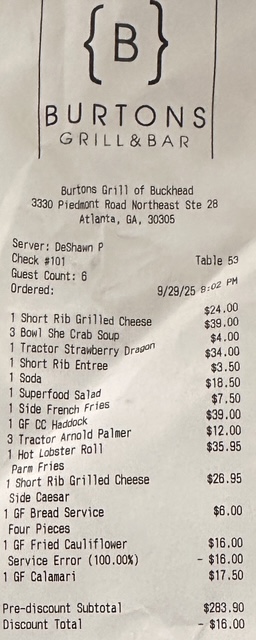 {B}
BURTONS
GRILL&BAR
Burtons Grill of Buckhead
3330 Piedmont Road Northeast Ste 28
Atlanta, GA, 30305
Server: DeShawn P
Check #101 Table 53
Guest Count: 6
Ordered: 9/29/25 9:02 PM
1 Short Rib Grilled Cheese $24.00
3 Bowl She Crab Soup $39.00
1 Tractor Strawberry Dragon $4.00
1 Short Rib Entree $34.00
1 Soda $3.50
1 Superfood Salad $18.50
1 Side French Fries $7.50
1 GF CC Haddock $39.00
3 Tractor Arnold Palmer $12.00
1 Hot Lobster Roll $35.95
Parm Fries
1 Short Rib Grilled Cheese $26.95
Side Caesar
1 GF Bread Service $6.00
Four Pieces
1 GF Fried Cauliflower $16.00
Service Error (100.00%) - $16.00
1 GF Calamari $17.50
Pre-discount Subtotal $283.90
Discount Total - $16.00